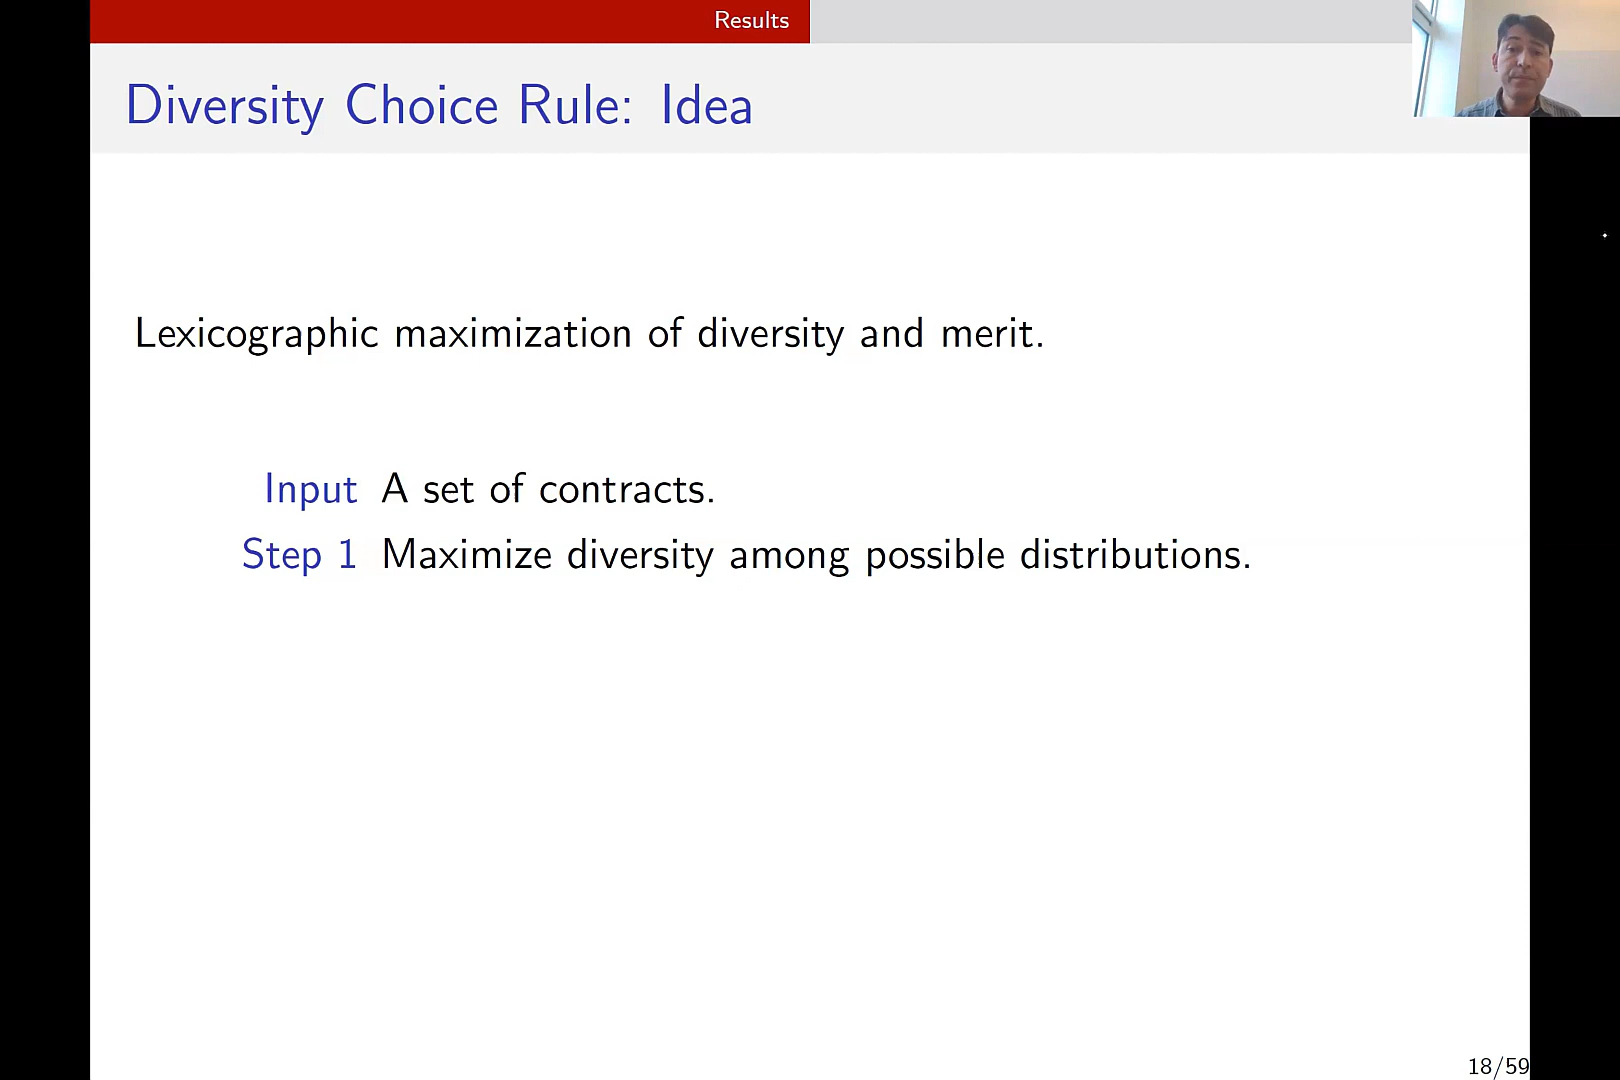 Results
Diversity Choice Rule: Idea
Lexicographic maximization of diversity and merit.
Input A set of contracts.
Step 1 Maximize diversity among possible distributions.
18/59